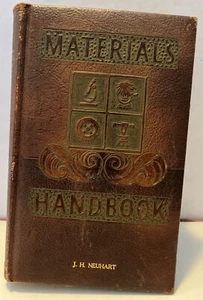 MATERIALS
HANDBOOK
J. H. NEUHART